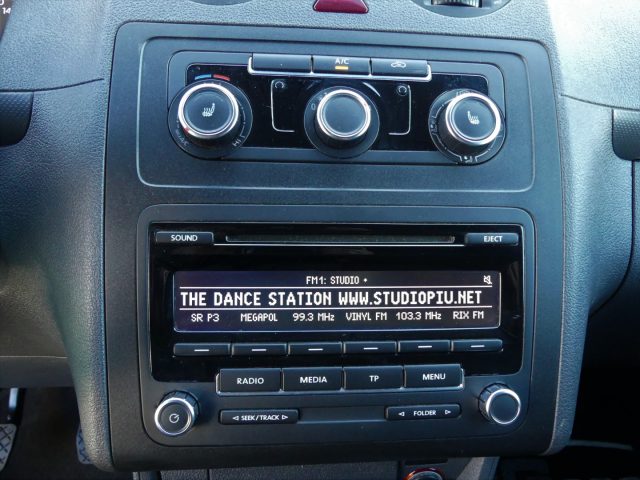 14
A/C
SOUND
EJECT
FM1: STUDIO +
THE DANCE STATION WWW.STUDIOPIU.NET
SR P3 MEGAPOL 99.3 MHz VINYL FM 103.3 MHz RIX FM
RADIO MEDIA TP MENU
SEEK/TRACK FOLDER